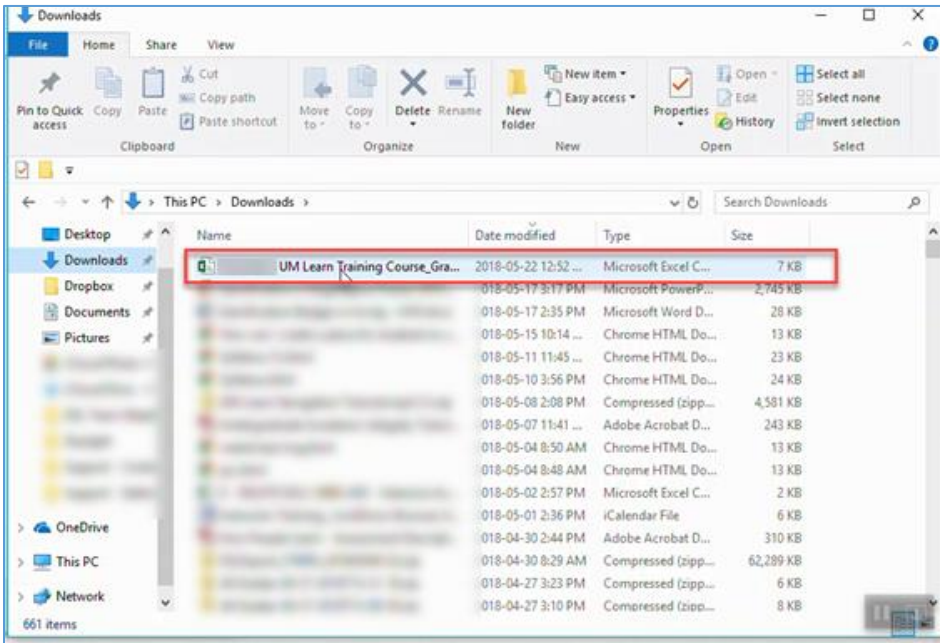 Downloads
File Home Share View
Pin to Quick access
Copy
Paste
Cut
Copy path
Paste shortcut
Move to
Copy to
Delete
Rename
New folder
New item
Easy access
Properties
Open
Edit
History
Select all
Select none
Invert selection
Clipboard Organize New Open Select
This PC > Downloads >
Search Downloads
Desktop
Downloads
Dropbox
Documents
Pictures
OneDrive
This PC
Network
Name Date modified Type Size
UM Learn Training Course_Gra... 2018-05-22 12:52 ... Microsoft Excel C... 7 KB
018-05-17 3:17 PM Microsoft PowerP... 2,745 KB
018-05-17 2:35 PM Microsoft Word D... 28 KB
018-05-15 10:14 ... Chrome HTML Do... 13 KB
018-05-11 11:45 ... Chrome HTML Do... 23 KB
018-05-10 3:56 PM Chrome HTML Do... 24 KB
018-05-08 2:08 PM Compressed (zipp... 4,581 KB
018-05-07 11:41 ... Adobe Acrobat D... 243 KB
018-05-04 8:50 AM Chrome HTML Do... 13 KB
018-05-04 8:48 AM Chrome HTML Do... 13 KB
018-05-02 2:57 PM Microsoft Excel C... 2 KB
018-05-01 2:36 PM iCalendar File 6 KB
018-04-30 2:44 PM Adobe Acrobat D... 310 KB
018-04-30 8:29 AM Compressed (zipp... 62,289 KB
018-04-27 3:23 PM Compressed (zipp... 6 KB
018-04-27 3:10 PM Compressed (zipp... 8 KB
661 items